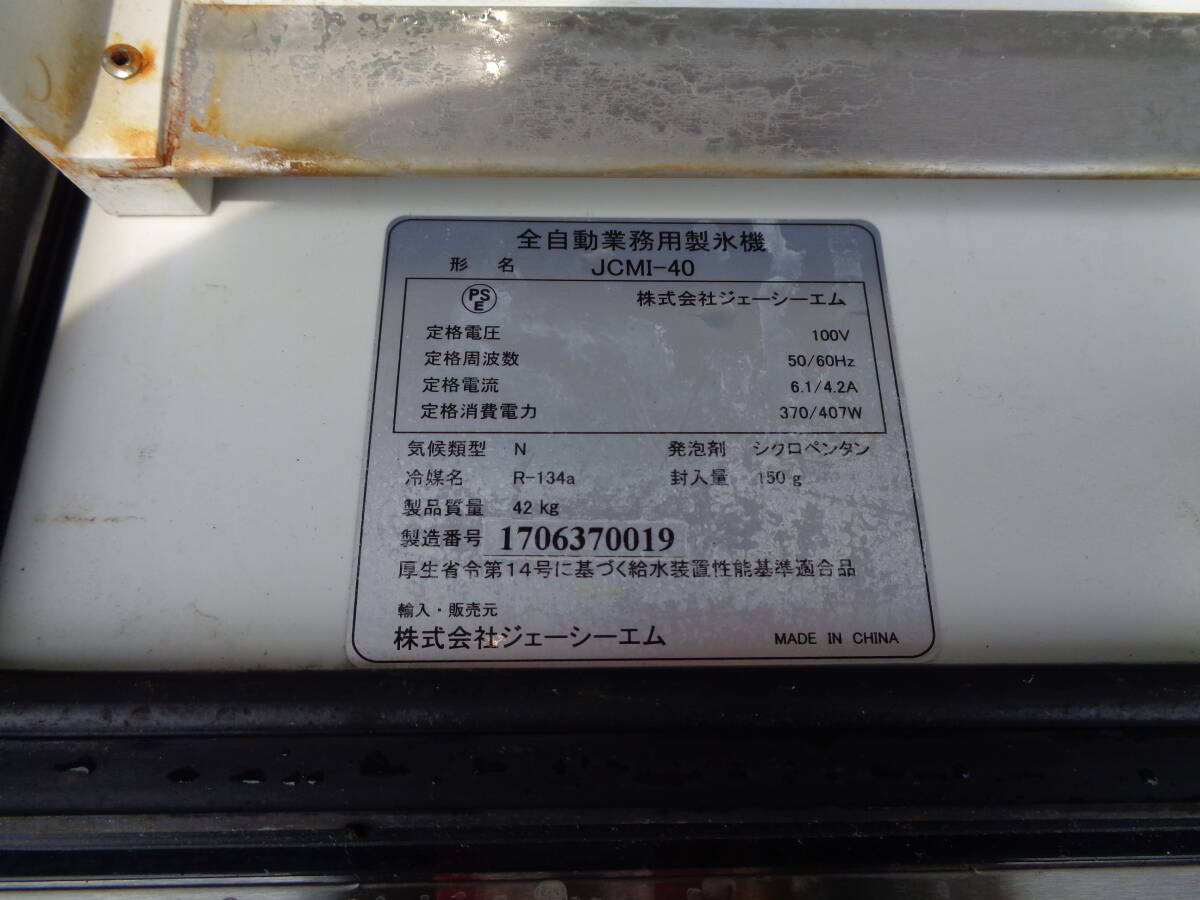 全自動業務用製氷機
形 名 JCMI-40
PSE 株式会社ジェーシーエム
定格電圧 100V
定格周波数 50/60Hz
定格電流 6.1/4.2A
定格消費電力 370/407W
気候類型 N 発泡剤 シクロペンタン
冷媒名 R-134a 封入量 150g
製品質量 42kg
製造番号 1706370019
厚生省令第14号に基づく給水装置性能基準適合品
輸入・販売元
株式会社ジェーシーエム MADE IN CHINA